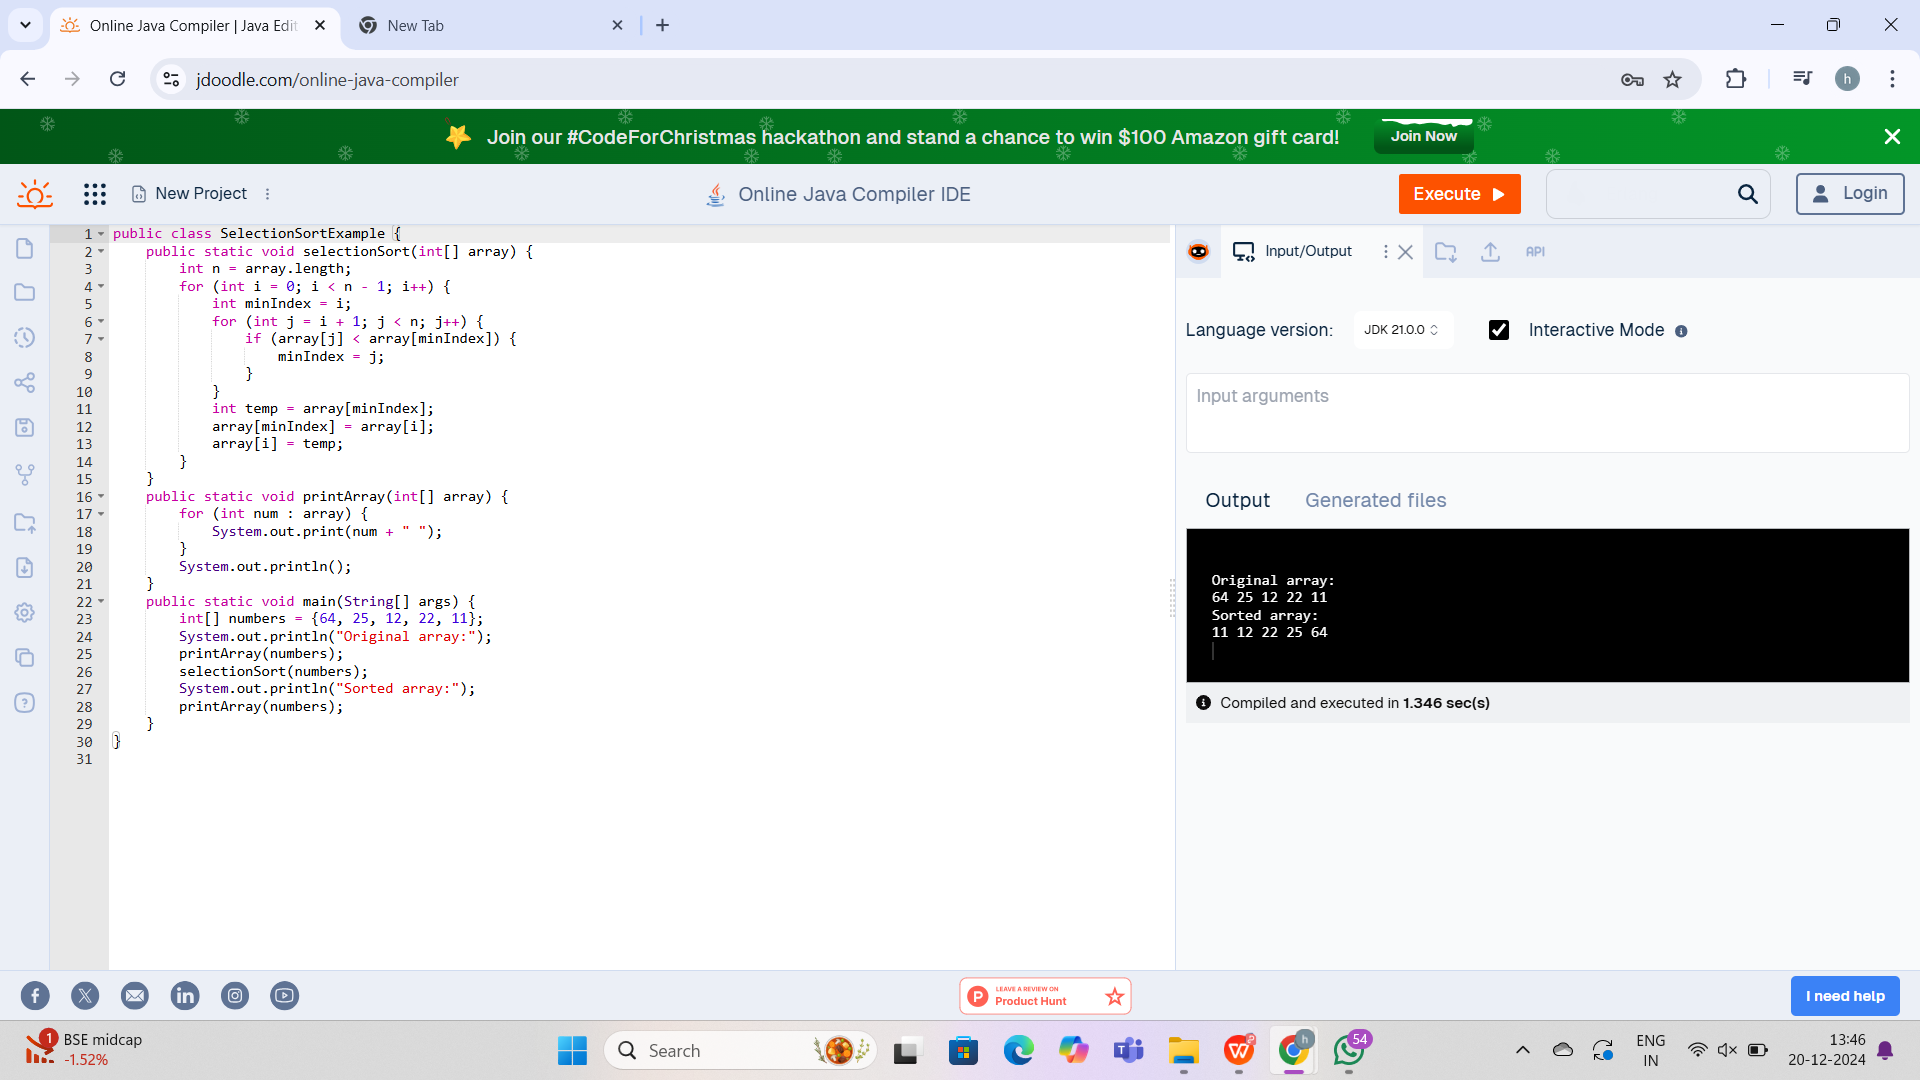 Online Java Compiler | Java Edit
New Tab
jdoodle.com/online-java-compiler
h
Join our #CodeForChristmas hackathon and stand a chance to win $100 Amazon gift card!
Join Now
New Project
Online Java Compiler IDE
Execute
Login
1 public class SelectionSortExample {
2     public static void selectionSort(int[] array) {
3         int n = array.length;
4         for (int i = 0; i < n - 1; i++) {
5             int minIndex = i;
6             for (int j = i + 1; j < n; j++) {
7                 if (array[j] < array[minIndex]) {
8                     minIndex = j;
9                 }
10             }
11             int temp = array[minIndex];
12             array[minIndex] = array[i];
13             array[i] = temp;
14         }
15     }
16     public static void printArray(int[] array) {
17         for (int num : array) {
18             System.out.print(num + " ");
19         }
20         System.out.println();
21     }
22     public static void main(String[] args) {
23         int[] numbers = {64, 25, 12, 22, 11};
24         System.out.println("Original array:");
25         printArray(numbers);
26         selectionSort(numbers);
27         System.out.println("Sorted array:");
28         printArray(numbers);
29     }
30 }
31
Input/Output
API
Language version:
JDK 21.0.0
Interactive Mode
Input arguments
Output
Generated files
Original array:
64 25 12 22 11
Sorted array:
11 12 22 25 64
Compiled and executed in 1.346 sec(s)
LEAVE A REVIEW ON
Product Hunt
I need help
1
BSE midcap
-1.52%
Search
h
54
ENG
IN
13:46
20-12-2024